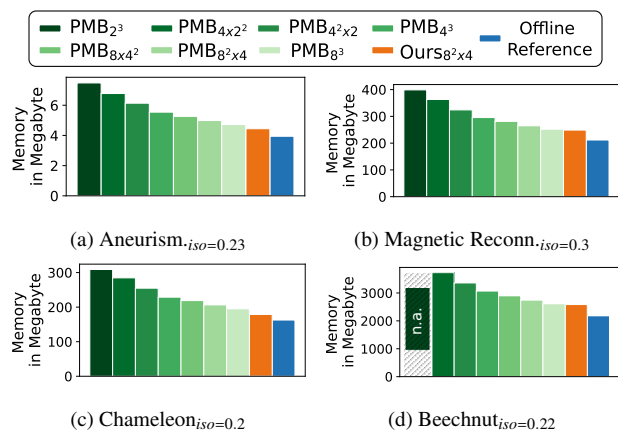 PMB₂³ PMB₄ₓ₂² PMB₄²ₓ₂ PMB₄³ Offline
PMB₈ₓ₄² PMB₈²ₓ₄ PMB₈³ Ours₈²ₓ₄ Reference
Memory
in Megabyte
6
4
2
0
(a) Aneurism.iso=0.23
Memory
in Megabyte
400
300
200
100
0
(b) Magnetic Reconn.iso=0.3
Memory
in Megabyte
300
200
100
0
(c) Chameleoniso=0.2
Memory
in Megabyte
3000
2000
1000
0
n.a.
(d) Beechnutiso=0.22